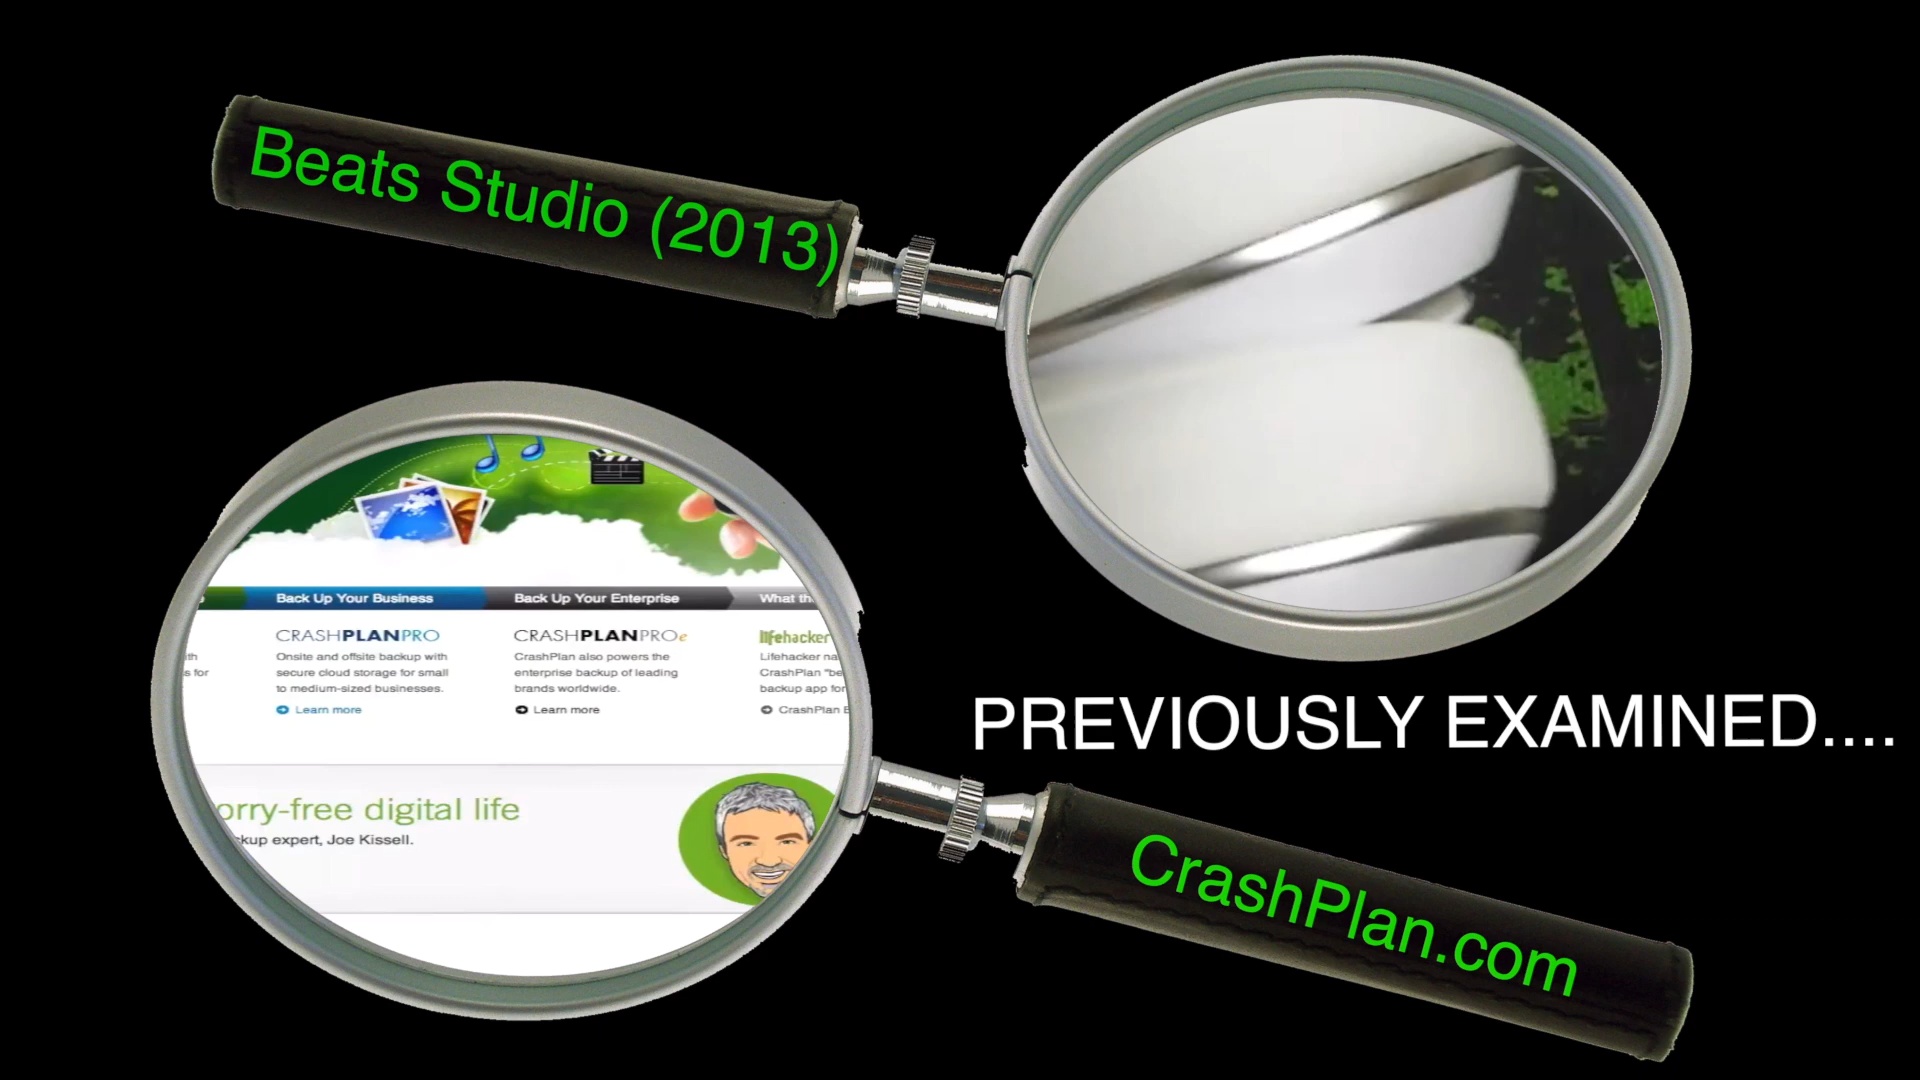 Beats Studio (2013)
Back Up Your Business
Back Up Your Enterprise
What th
CRASHPLANPRO
CRASHPLANPROe
lifehacker
ith
s for
Onsite and offsite backup with
secure cloud storage for small
to medium-sized businesses.
Learn more
CrashPlan also powers the
enterprise backup of leading
brands worldwide.
Learn more
Lifehacker na
CrashPlan "be
backup app for
CrashPlan
PREVIOUSLY EXAMINED....
orry-free digital life
kup expert, Joe Kissell.
CrashPlan.com